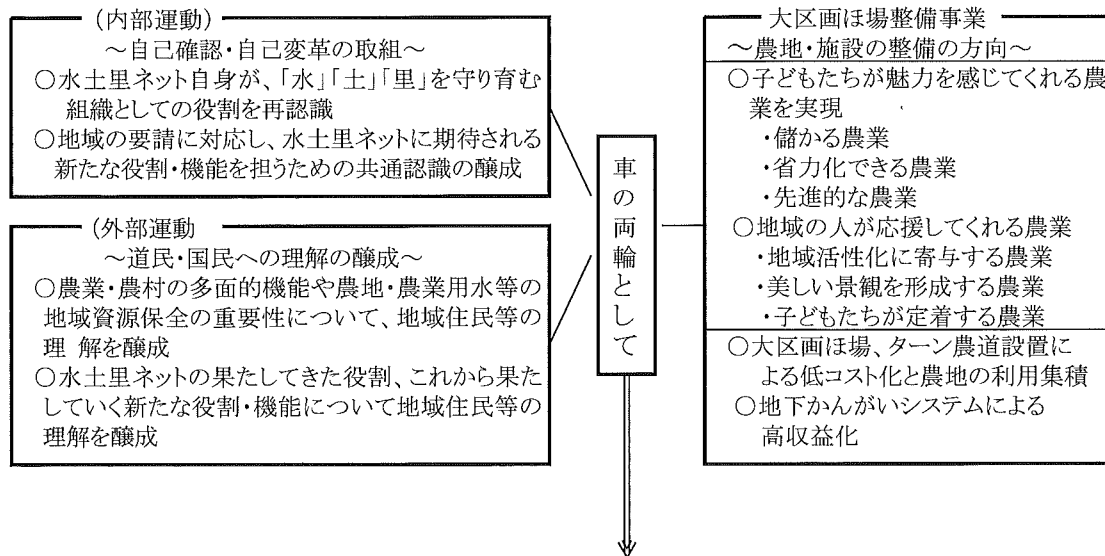 (内部運動)
~自己確認・自己変革の取組~
○水土里ネット自身が、「水」「土」「里」を守り育む
組織としての役割を再認識
○地域の要請に対応し、水土里ネットに期待される
新たな役割・機能を担うための共通認識の醸成
(外部運動
~道民・国民への理解の醸成~
○農業・農村の多面的機能や農地・農業用水等の
地域資源保全の重要性について、地域住民等の
理 解を醸成
○水土里ネットの果たしてきた役割、これから果た
していく新たな役割・機能について地域住民等の
理解を醸成
車の両輪として
大区画ほ場整備事業
~農地・施設の整備の方向~
○子どもたちが魅力を感じてくれる農
業を実現
・儲かる農業
・省力化できる農業
・先進的な農業
○地域の人が応援してくれる農業
・地域活性化に寄与する農業
・美しい景観を形成する農業
・子どもたちが定着する農業
○大区画ほ場、ターン農道設置に
よる低コスト化と農地の利用集積
○地下かんがいシステムによる
高収益化